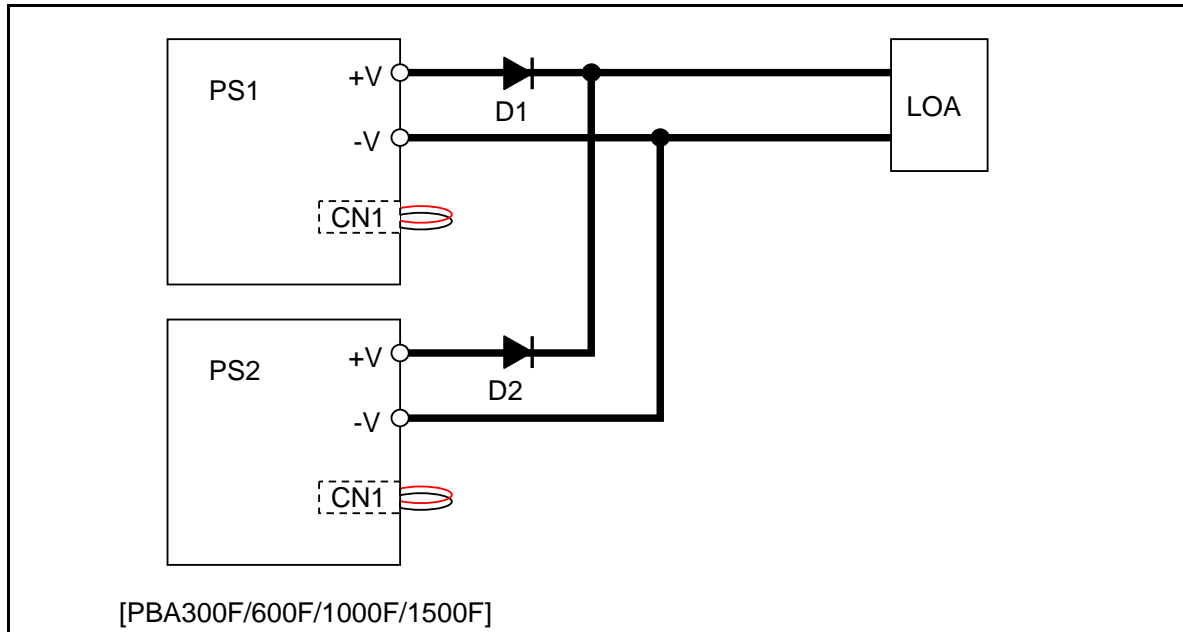 PS1
+V
D1
-V
CN1
LOA
PS2
+V
D2
-V
CN1
[PBA300F/600F/1000F/1500F]